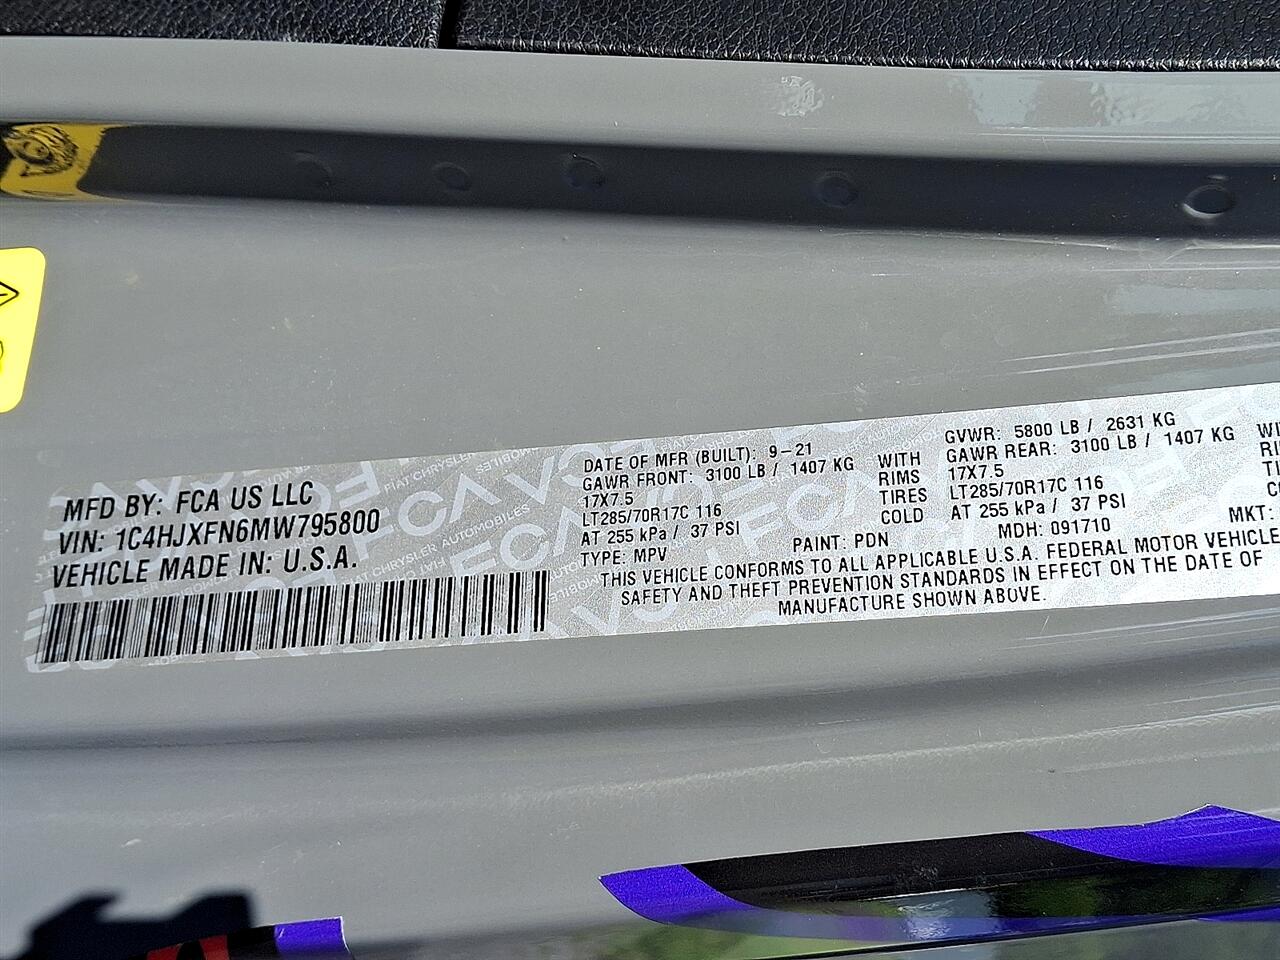 MFD BY: FCA US LLC
VIN: 1C4HJXFN6MW795800
VEHICLE MADE IN: U.S.A.
DATE OF MFR (BUILT): 9-21
GAWR FRONT: 3100 LB / 1407 KG WITH
17X7.5 RIMS
LT285/70R17C 116 TIRES
AT 255 kPa / 37 PSI COLD
TYPE: MPV
PAINT: PDN
GVWR: 5800 LB / 2631 KG
GAWR REAR: 3100 LB / 1407 KG
17X7.5
LT285/70R17C 116
AT 255 kPa / 37 PSI
MDH: 091710
MKT:
THIS VEHICLE CONFORMS TO ALL APPLICABLE U.S.A. FEDERAL MOTOR VEHICLE
SAFETY AND THEFT PREVENTION STANDARDS IN EFFECT ON THE DATE OF
MANUFACTURE SHOWN ABOVE.